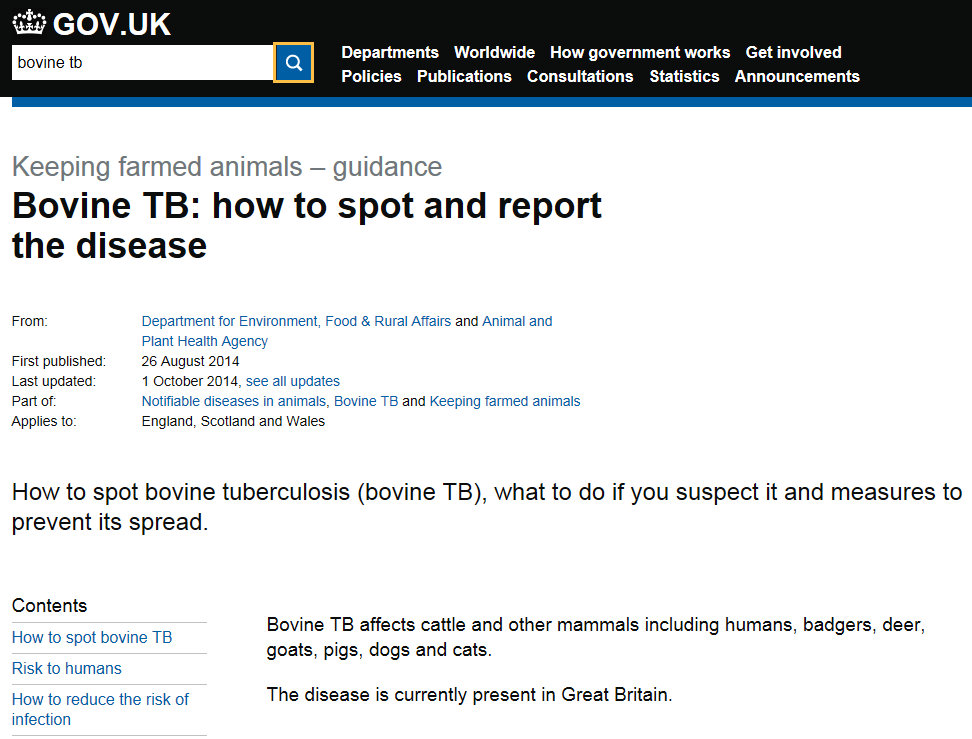 GOV.UK
bovine tb
Departments Worldwide How government works Get involved
Policies Publications Consultations Statistics Announcements
Keeping farmed animals – guidance
Bovine TB: how to spot and report
the disease
From: Department for Environment, Food & Rural Affairs and Animal and
Plant Health Agency
First published: 26 August 2014
Last updated: 1 October 2014, see all updates
Part of: Notifiable diseases in animals, Bovine TB and Keeping farmed animals
Applies to: England, Scotland and Wales
How to spot bovine tuberculosis (bovine TB), what to do if you suspect it and measures to
prevent its spread.
Contents
How to spot bovine TB
Risk to humans
How to reduce the risk of
infection
Bovine TB affects cattle and other mammals including humans, badgers, deer,
goats, pigs, dogs and cats.
The disease is currently present in Great Britain.